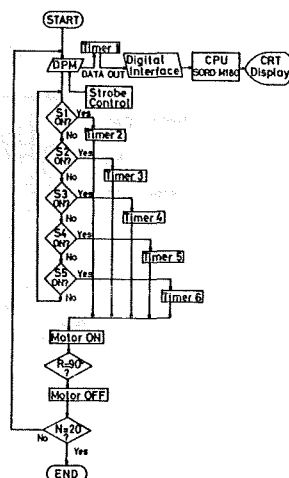 START
Timer 1
DPM
DATA OUT
Digital
Interface
CPU
SORD M180
CRT
Display
Strobe
Control
S1
ON?
Yes
Timer 2
No
S2
ON?
Yes
Timer 3
No
S3
ON?
Yes
Timer 4
No
S4
ON?
Yes
Timer 5
No
S5
ON?
Yes
Timer 6
No
Motor ON
R=90°
?
Motor OFF
N=20
?
No
Yes
END